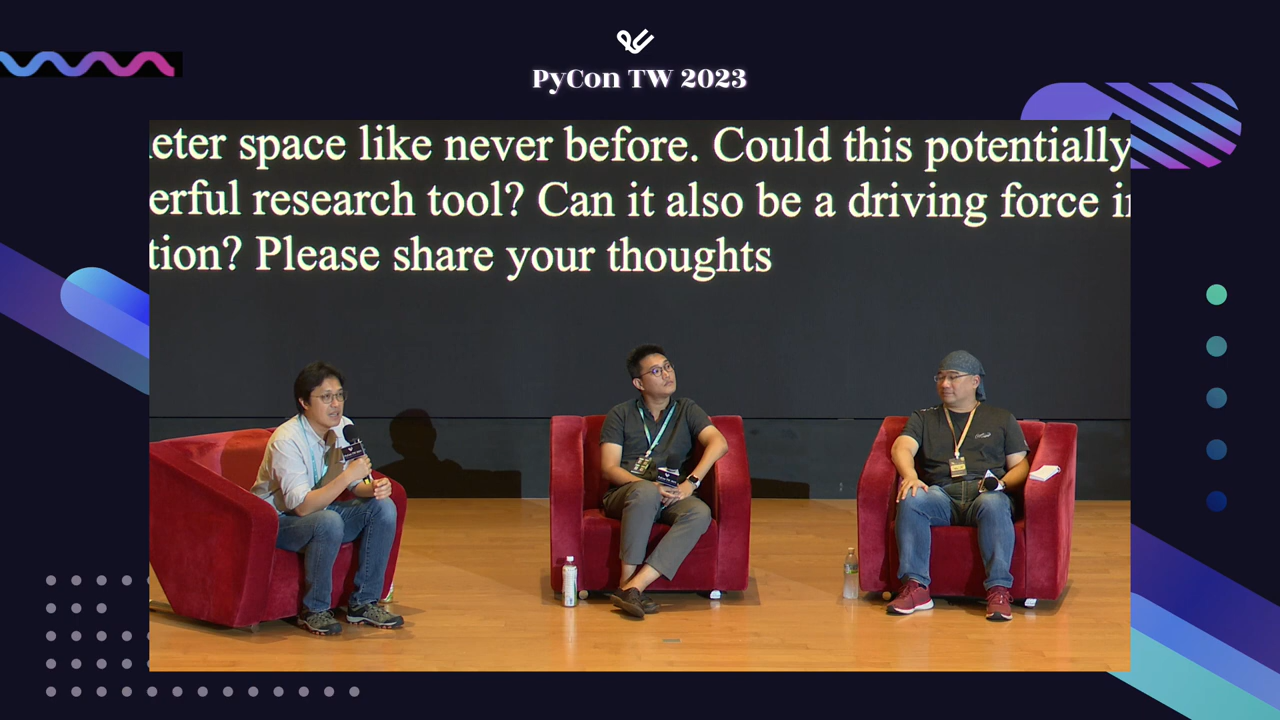 PyCon TW 2023
eter space like never before. Could this potentially
erful research tool? Can it also be a driving force i
tion? Please share your thoughts